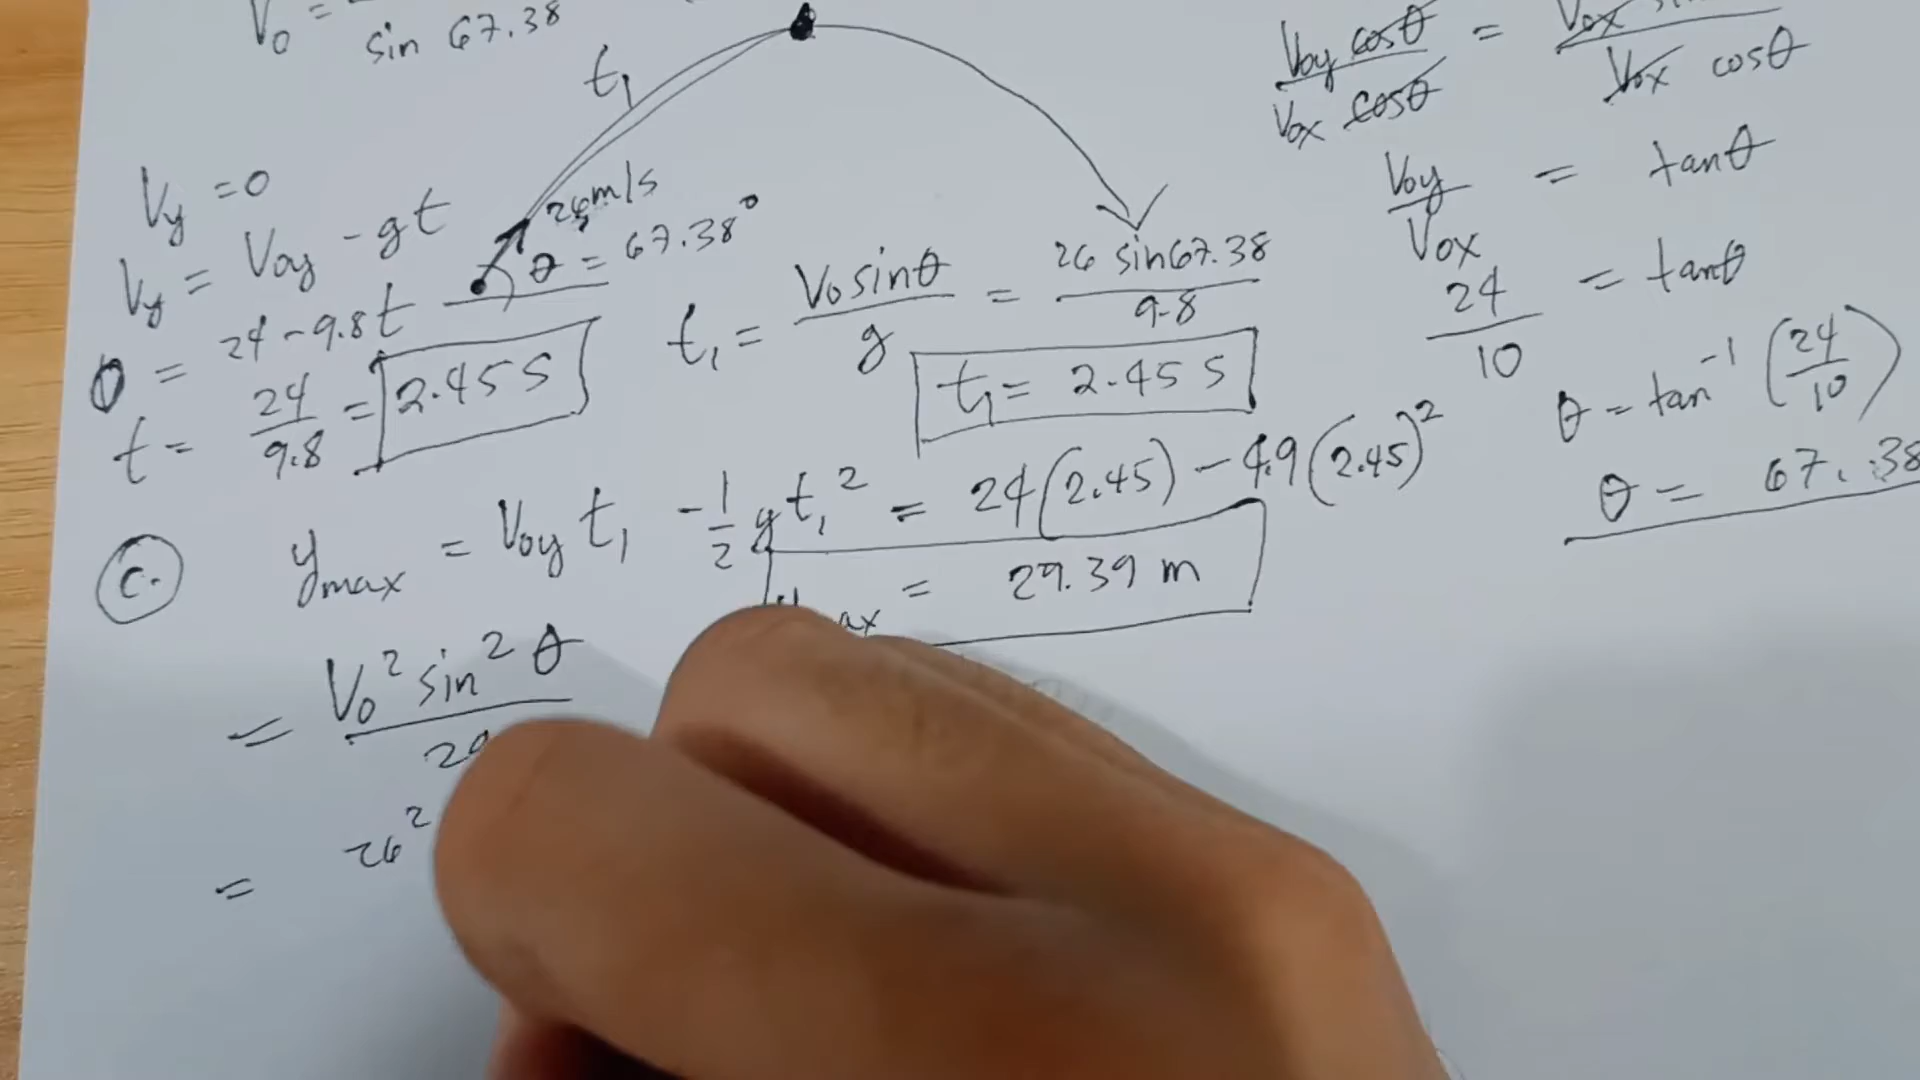 V₀ =
sin 67.38
t₁
Vy = 0
Vy = Voy - gt
0 = 24 - 9.8t
t = 24/9.8 = 2.45 s
26 m/s
θ = 67.38°
t₁ = V₀ sinθ / g = 26 sin67.38 / 9.8
t₁ = 2.45 s
Voy cosθ / Vox cosθ = / Vox cosθ
Voy / Vox = tanθ
24 / 10 = tanθ
θ = tan⁻¹ (24/10)
θ = 67.38
c. ymax = Voy t₁ - 1/2 g t₁² = 24(2.45) - 4.9(2.45)²
= 29.39 m
= V₀² sin² θ / 2g
= 26²